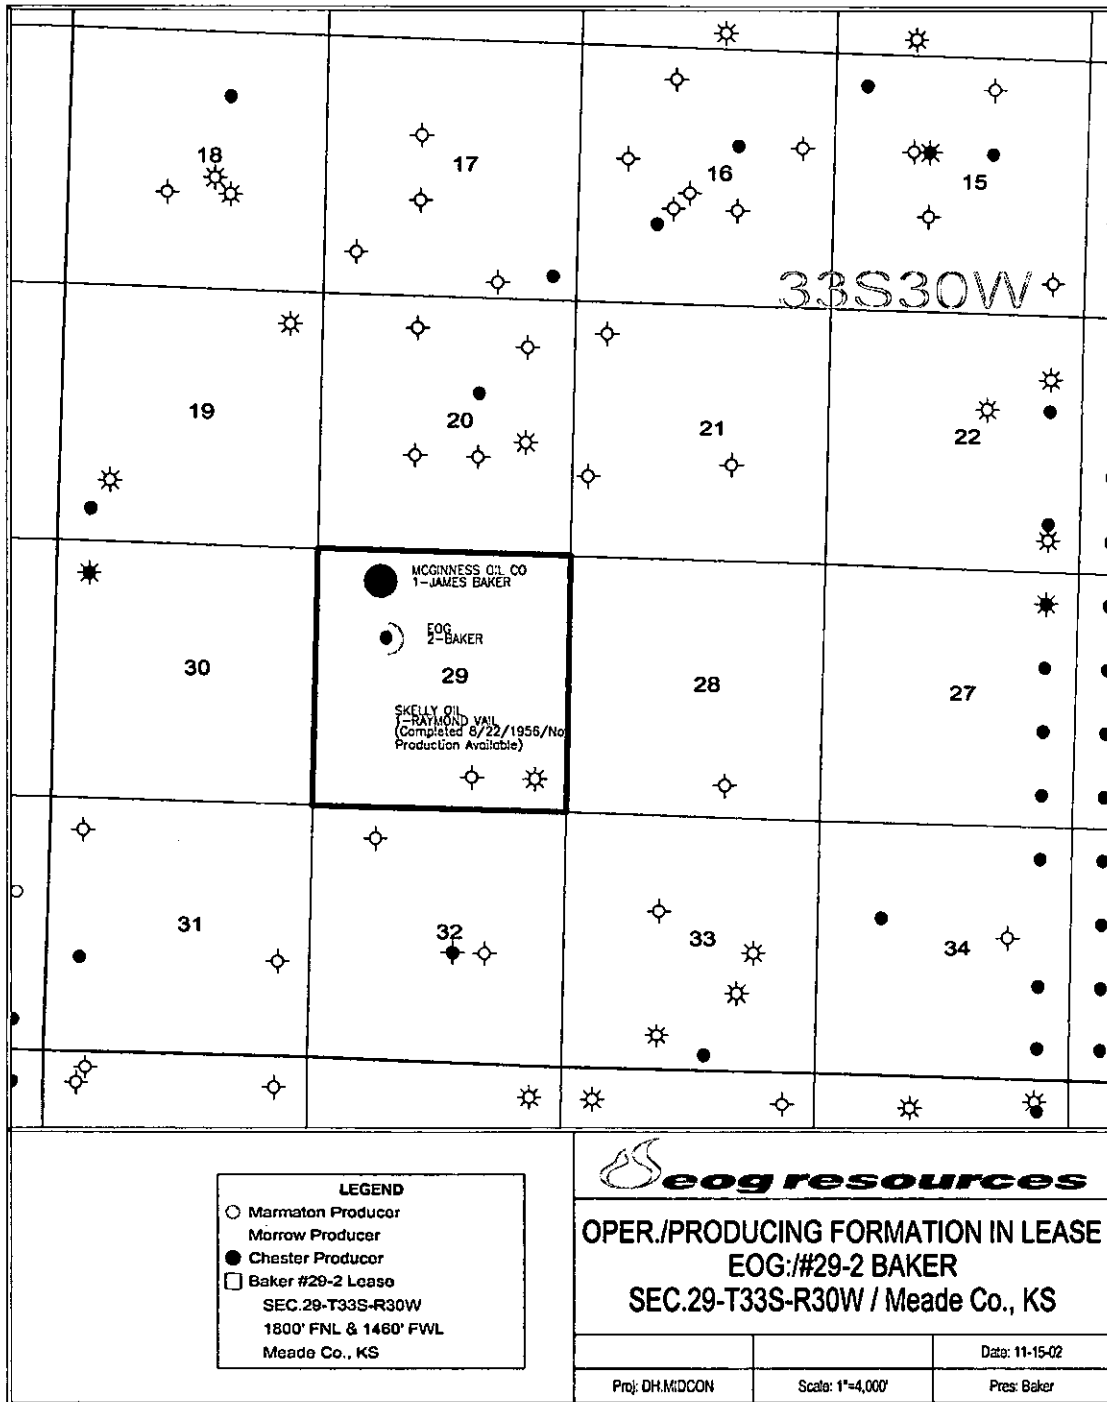 18
17
16
15
33S30W
19
20
21
22
MCGINNESS OIL CO
1-JAMES BAKER
EOG
2-BAKER
30
29
28
27
SKELLY OIL
1-RAYMOND VAIL
(Completed 8/22/1956/No
Production Available)
31
32
33
34
LEGEND
Marmaton Producer
Morrow Producer
Chester Producer
Baker #29-2 Lease
SEC.29-T33S-R30W
1800' FNL & 1460' FWL
Meade Co., KS
eog resources
OPER./PRODUCING FORMATION IN LEASE
EOG:/#29-2 BAKER
SEC.29-T33S-R30W / Meade Co., KS
Date: 11-15-02
Proj: DH.MIDCON
Scale: 1"=4,000'
Pres: Baker